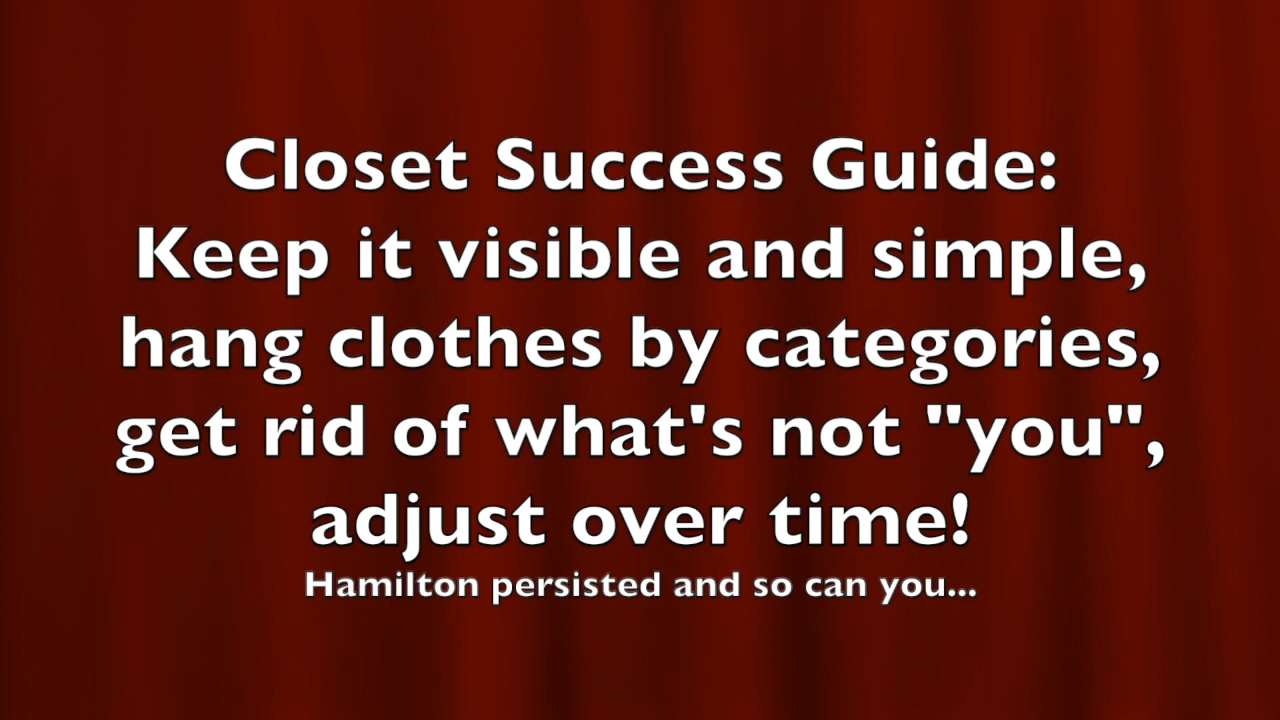 Closet Success Guide:
Keep it visible and simple,
hang clothes by categories,
get rid of what's not "you",
adjust over time!
Hamilton persisted and so can you...